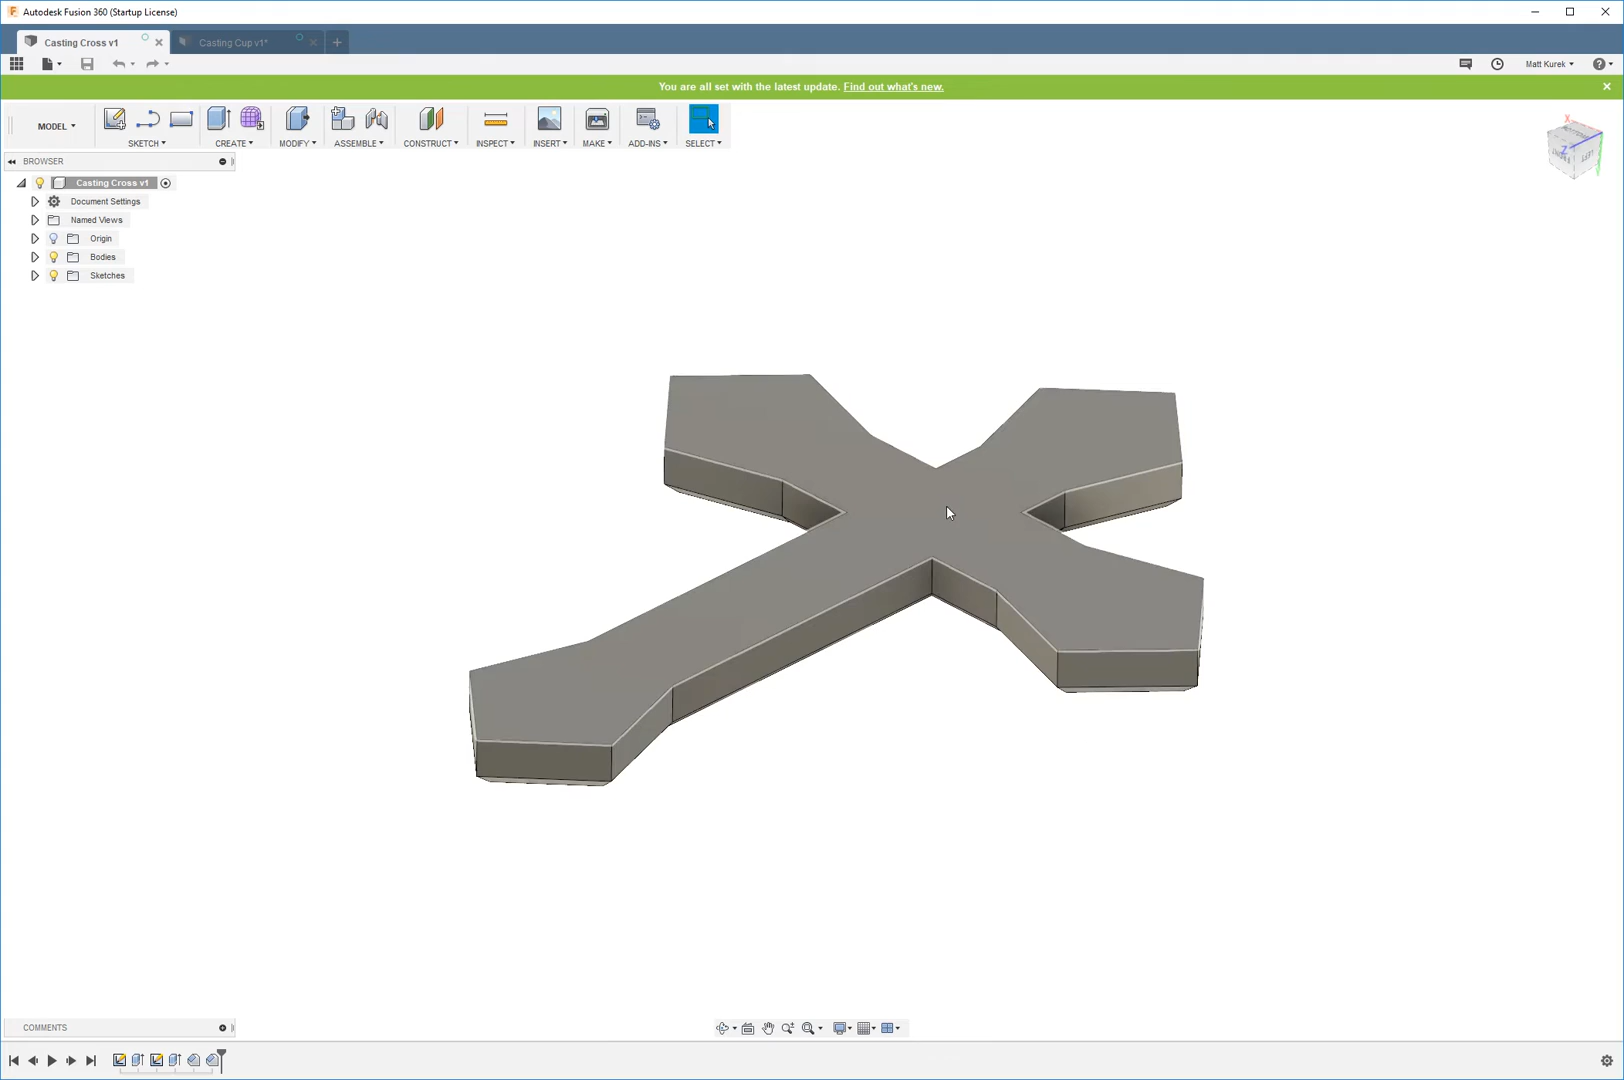 Autodesk Fusion 360 (Startup License)
Casting Cross v1
Casting Cup v1*
Matt Kurek
You are all set with the latest update. Find out what's new.
MODEL
SKETCH
CREATE
MODIFY
ASSEMBLE
CONSTRUCT
INSPECT
INSERT
MAKE
ADD-INS
SELECT
X
Z
LEFT
BROWSER
Casting Cross v1
Document Settings
Named Views
Origin
Bodies
Sketches
COMMENTS